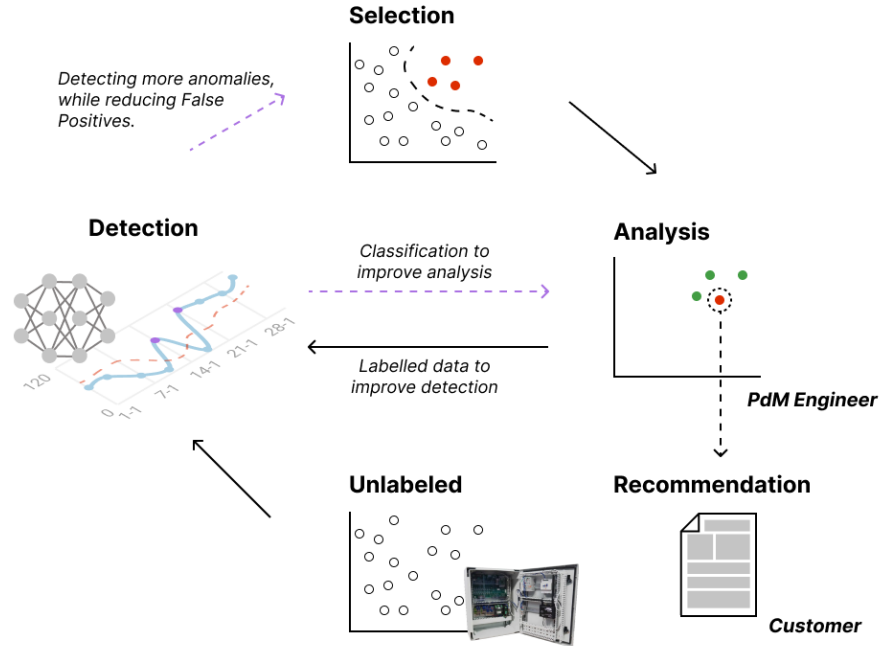 Selection
Detecting more anomalies,
while reducing False
Positives.
Detection
Classification to
improve analysis
Analysis
120
0
1-1
7-1
14-1
21-1
28-1
Labelled data to
improve detection
PdM Engineer
Unlabeled
Recommendation
Customer